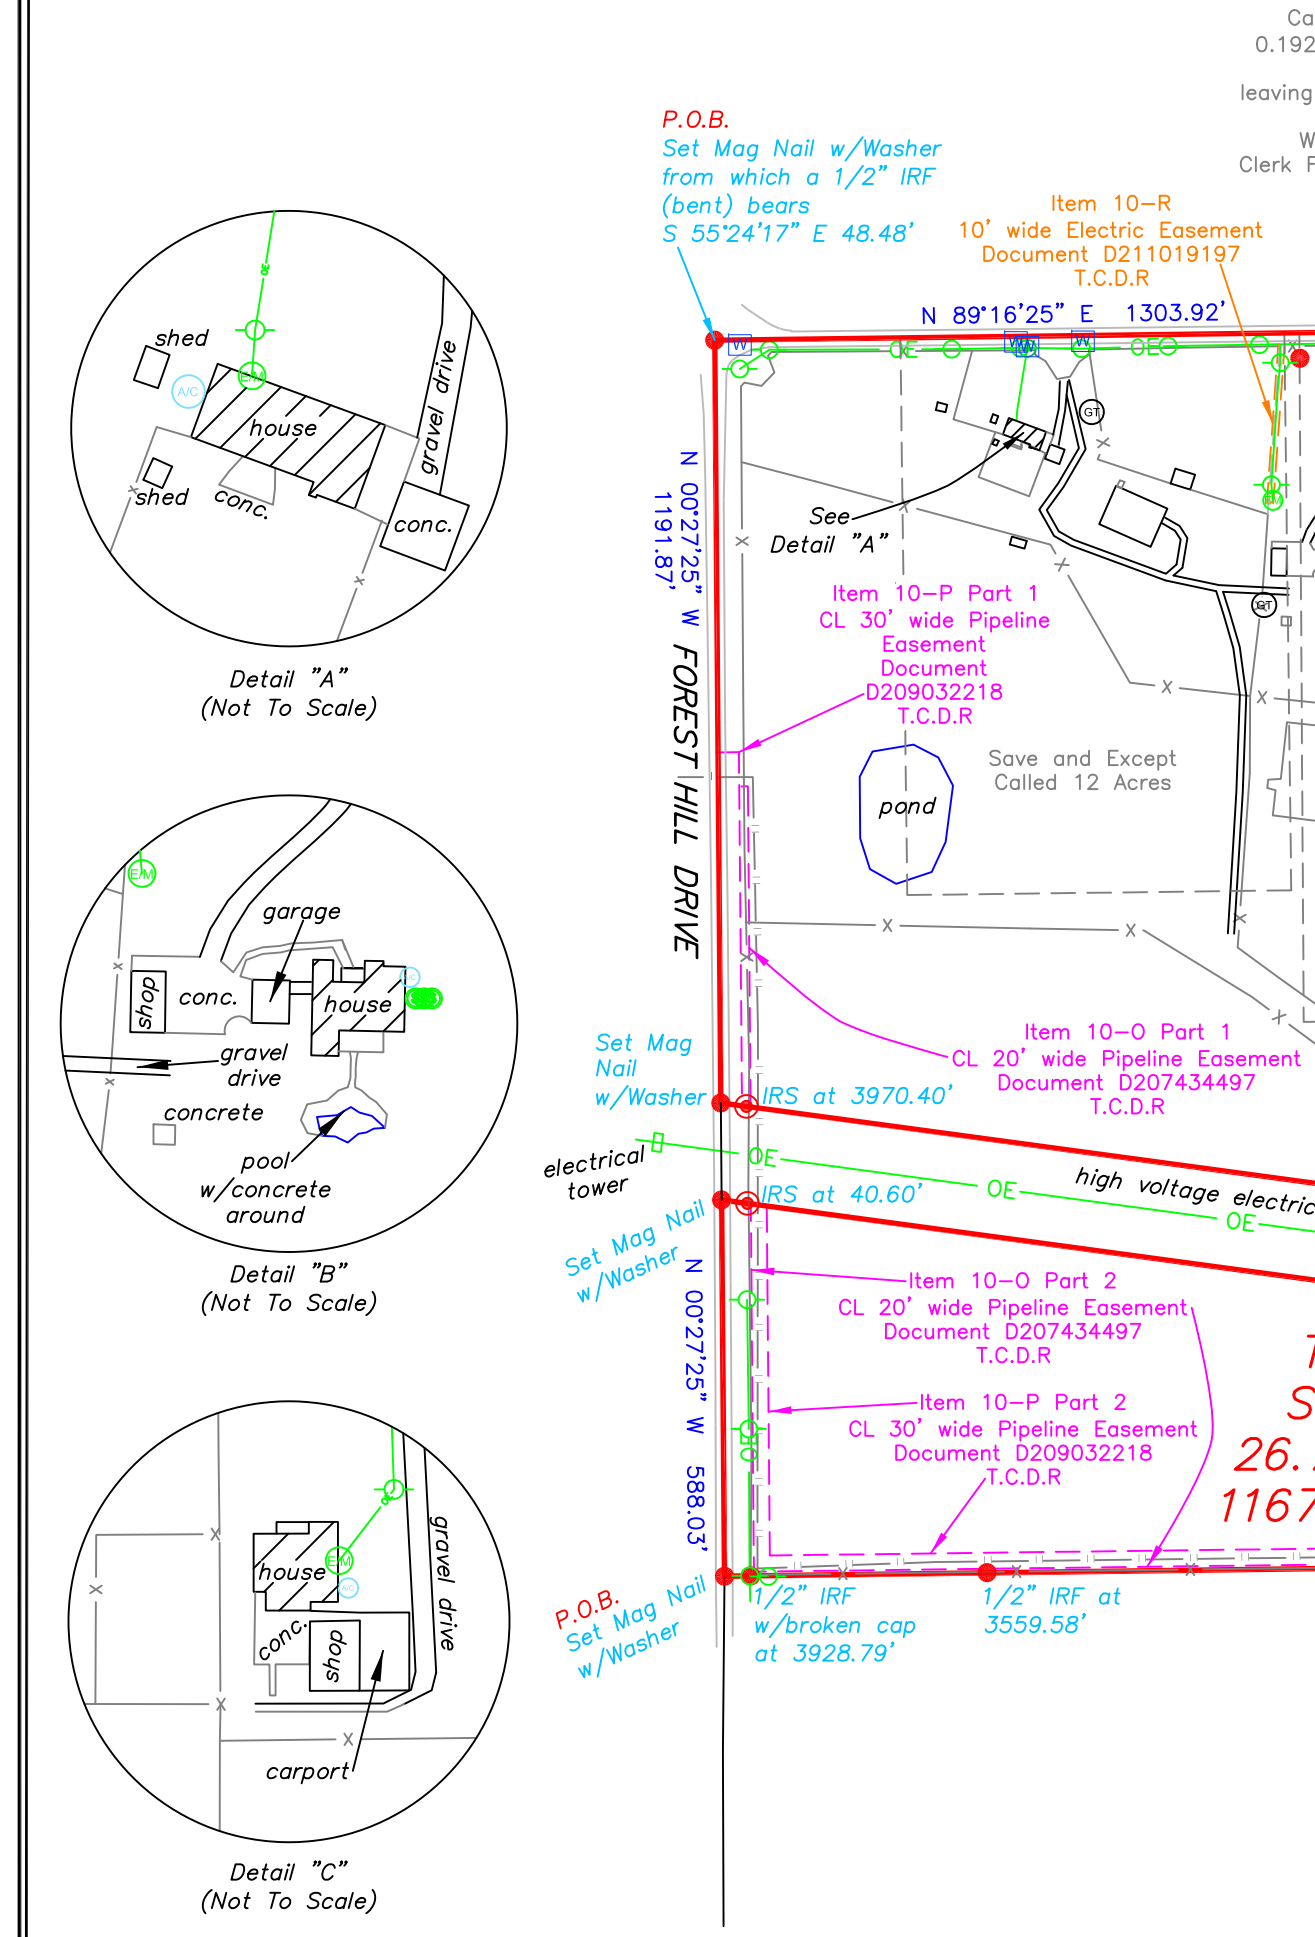 Ca
0.192
leaving
W
Clerk F
P.O.B.
Set Mag Nail w/Washer
from which a 1/2" IRF
(bent) bears
S 55°24'17" E 48.48'
Item 10-R
10' wide Electric Easement
Document D211019197
T.C.D.R
N 89°16'25" E 1303.92'
W
W
W
W
OE
OE
GT
E/M
GT
See
Detail "A"
N 00°27'25" W
1191.87'
FOREST HILL DRIVE
Item 10-P Part 1
CL 30' wide Pipeline
Easement
Document
D209032218
T.C.D.R
Save and Except
Called 12 Acres
pond
Item 10-O Part 1
CL 20' wide Pipeline Easement
Document D207434497
T.C.D.R
Set Mag
Nail
w/Washer
IRS at 3970.40'
electrical
tower
OE
OE
OE
high voltage electric
IRS at 40.60'
Set Mag Nail
w/Washer
N 00°27'25" W 588.03'
Item 10-O Part 2
CL 20' wide Pipeline Easement
Document D207434497
T.C.D.R
Item 10-P Part 2
CL 30' wide Pipeline Easement
Document D209032218
T.C.D.R
OE
T
S
26.
1167
P.O.B.
Set Mag Nail
w/Washer
1/2" IRF
w/broken cap
at 3928.79'
1/2" IRF at
3559.58'
OE
shed
A/C
E/M
house
gravel drive
shed
conc.
conc.
Detail "A"
(Not To Scale)
E/M
garage
shop
conc.
house
A/C
gravel
drive
concrete
pool
w/concrete
around
Detail "B"
(Not To Scale)
OE
E/M
A/C
house
gravel drive
conc.
shop
carport
Detail "C"
(Not To Scale)